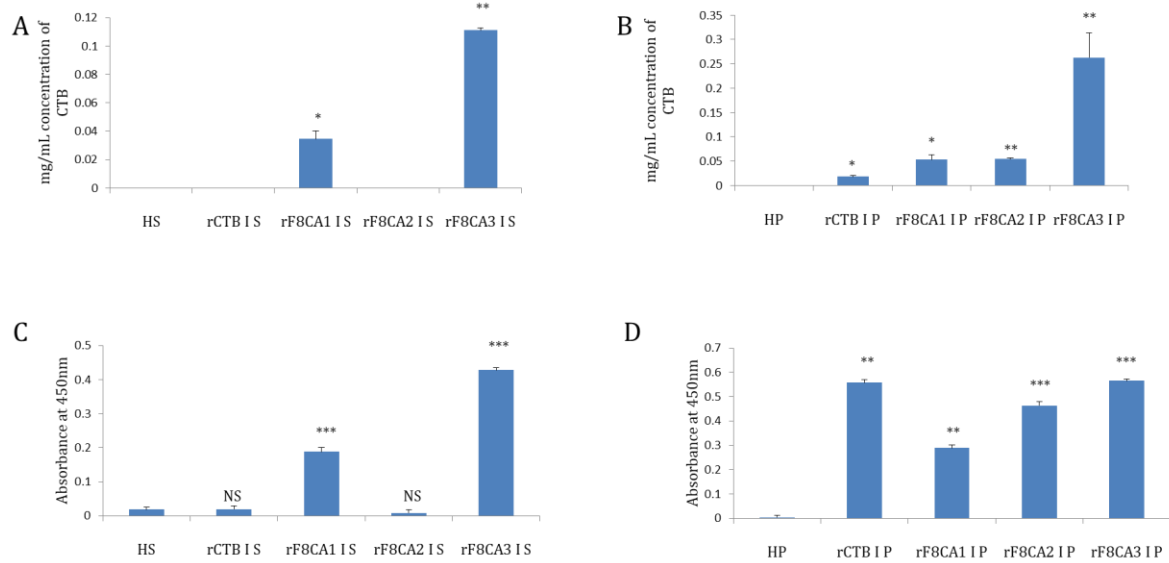 A
mg/mL concentration of
CTB
0.12
0.1
0.08
0.06
0.04
0.02
0
*
**
HS
rCTB I S
rF8CA1 I S
rF8CA2 I S
rF8CA3 I S
B
mg/mL concentration of
CTB
0.35
0.3
0.25
0.2
0.15
0.1
0.05
0
*
*
**
**
HP
rCTB I P
rF8CA1 I P
rF8CA2 I P
rF8CA3 I P
C
Absorbance at 450nm
0.5
0.4
0.3
0.2
0.1
0
NS
***
NS
***
HS
rCTB I S
rF8CA1 I S
rF8CA2 I S
rF8CA3 I S
D
Absorbance at 450nm
0.7
0.6
0.5
0.4
0.3
0.2
0.1
0
**
**
***
***
HP
rCTB I P
rF8CA1 I P
rF8CA2 I P
rF8CA3 I P